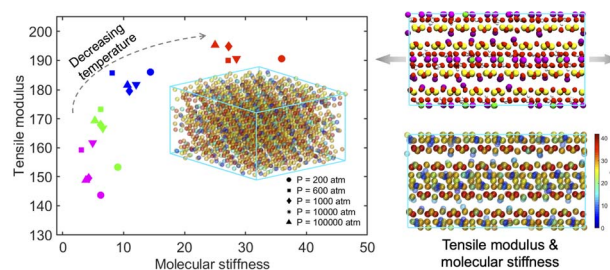 Tensile modulus
210
200
190
180
170
160
150
140
130
Decreasing
temperature
P = 200 atm
P = 600 atm
P = 1000 atm
P = 10000 atm
P = 100000 atm
0 10 20 30 40 50
Molecular stiffness
40
30
20
10
0
Tensile modulus &
molecular stiffness